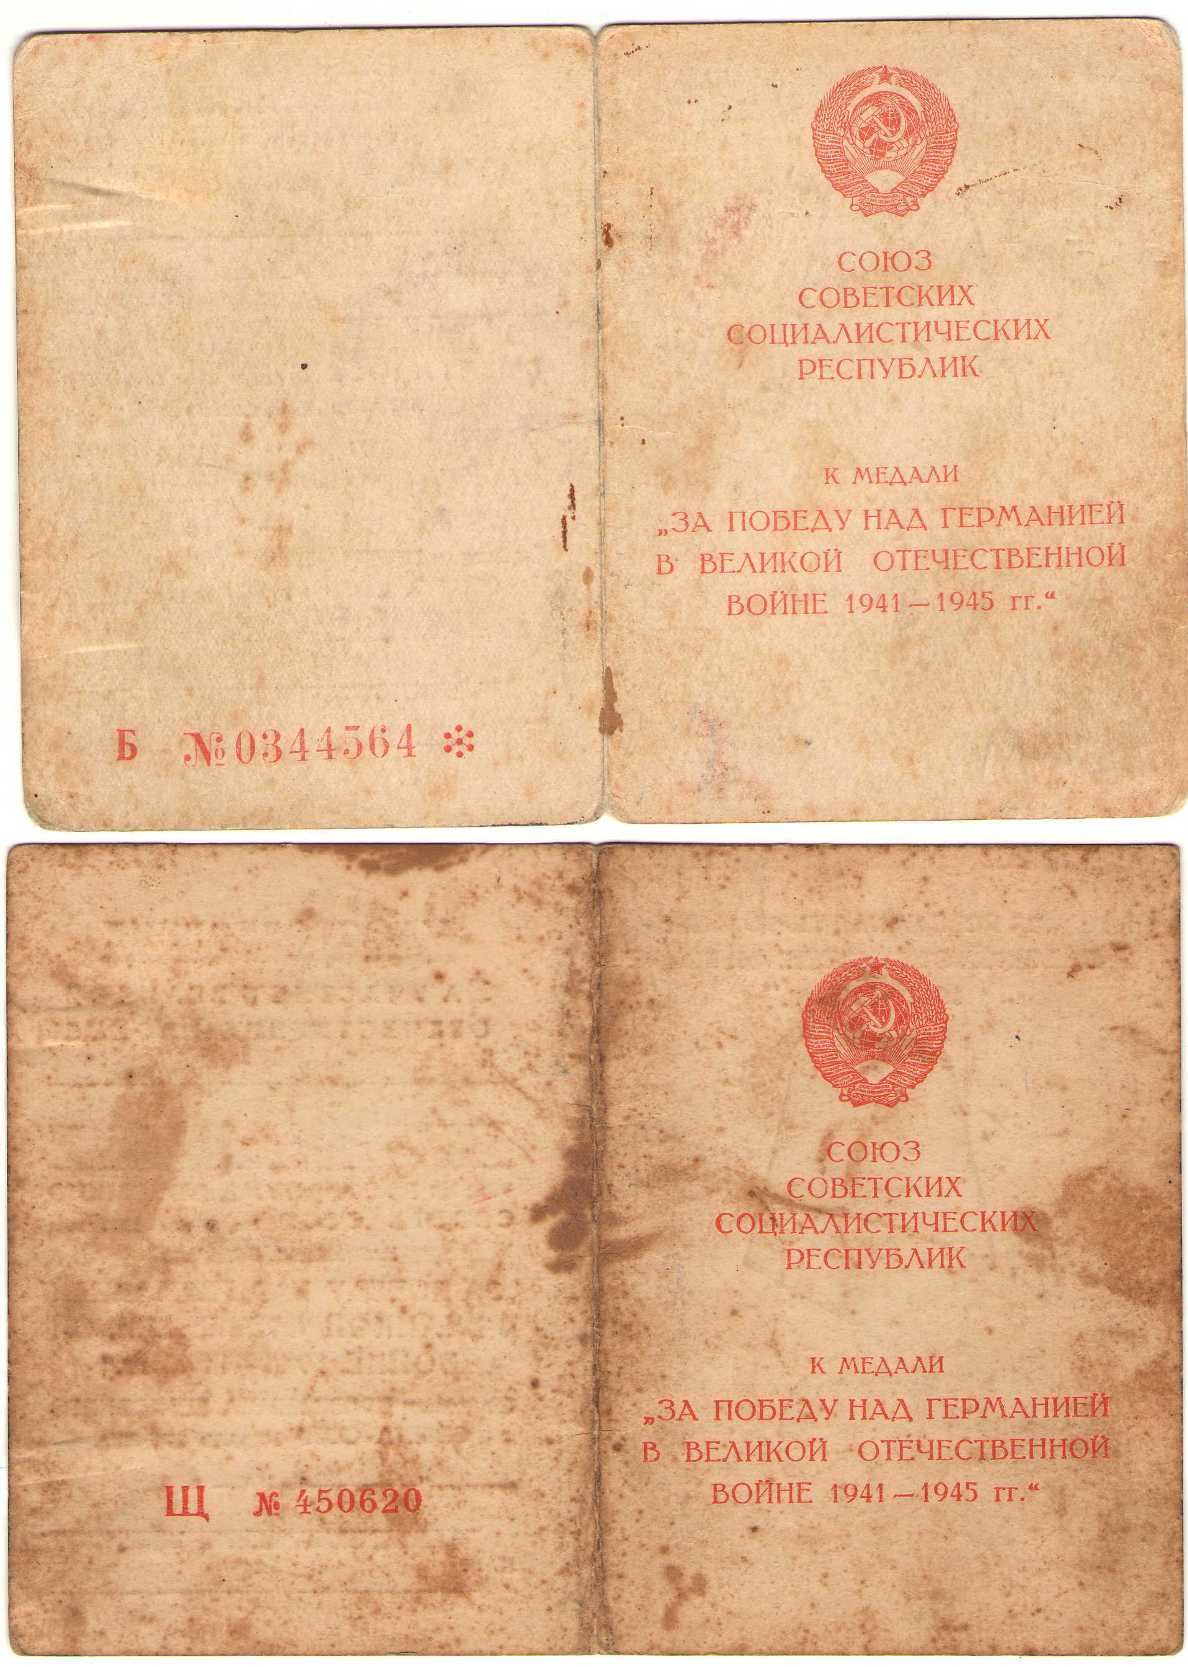 СОЮЗ
СОВЕТСКИХ
СОЦИАЛИСТИЧЕСКИХ
РЕСПУБЛИК
К МЕДАЛИ
„ЗА ПОБЕДУ НАД ГЕРМАНИЕЙ
В ВЕЛИКОЙ ОТЕЧЕСТВЕННОЙ
ВОЙНЕ 1941—1945 гг.“
Б №0344564
СОЮЗ
СОВЕТСКИХ
СОЦИАЛИСТИЧЕСКИХ
РЕСПУБЛИК
К МЕДАЛИ
„ЗА ПОБЕДУ НАД ГЕРМАНИЕЙ
В ВЕЛИКОЙ ОТЕЧЕСТВЕННОЙ
ВОЙНЕ 1941—1945 гг.“
Щ № 450620